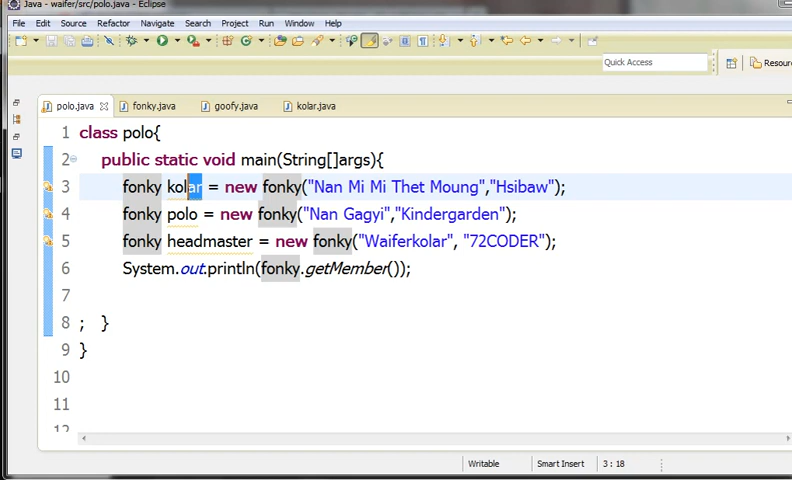 Java - waifer/src/polo.java - Eclipse
File Edit Source Refactor Navigate Search Project Run Window Help
Quick Access Resourc
polo.java fonky.java goofy.java kolar.java
1 class polo{
2 public static void main(String[]args){
3 fonky kolar = new fonky("Nan Mi Mi Thet Moung","Hsibaw");
4 fonky polo = new fonky("Nan Gagyi","Kindergarden");
5 fonky headmaster = new fonky("Waiferkolar", "72CODER");
6 System.out.println(fonky.getMember());
7
8 ; }
9 }
10
11
12
Writable Smart Insert 3 : 18